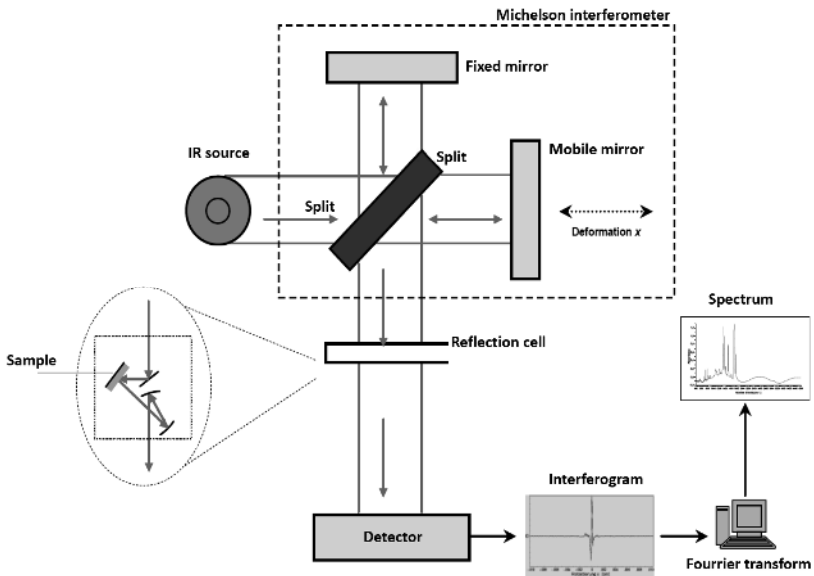 Michelson interferometer
Fixed mirror
IR source
Split
Mobile mirror
Split
Deformation x
Spectrum
Reflection cell
Sample
Interferogram
Detector
Fourrier transform